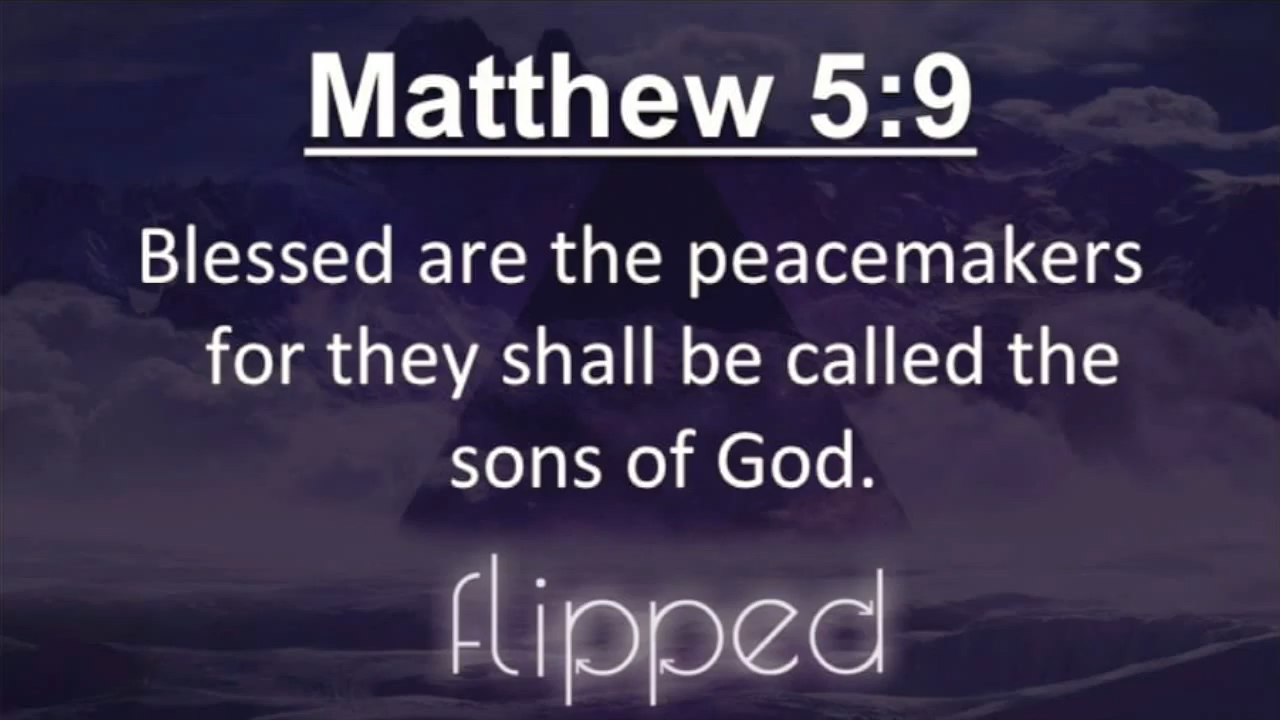 Matthew 5:9
Blessed are the peacemakers
for they shall be called the
sons of God.
flipped